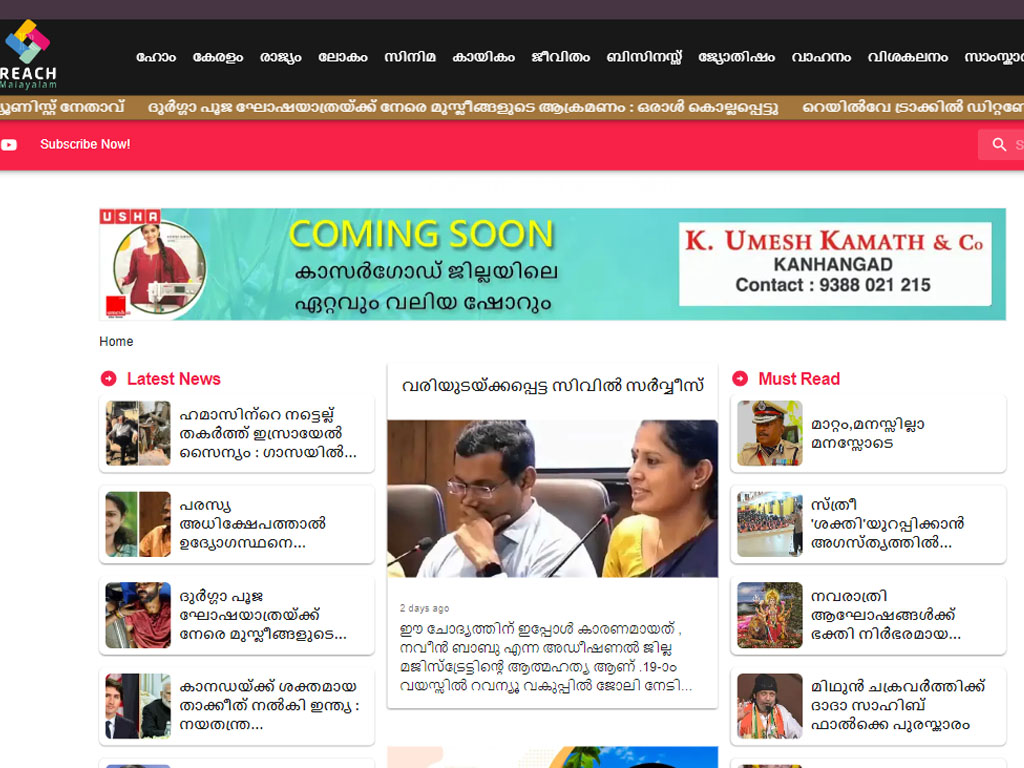 REACH
Malayalam
ഹോം കേരളം രാജ്യം ലോകം സിനിമ കായികം ജീവിതം ബിസിനസ്സ് ജ്യോതിഷം വാഹനം വിശകലനം
നേതാവ് ദുർഗ്ഗാ പൂജ ഘോഷയാത്രയ്ക്ക് നേരെ മുസ്ലീങ്ങളുടെ ആക്രമണം : ഒരാൾ കൊല്ലപ്പെട്ടു റെയിൽവേ ട്രാക്കിൽ
Subscribe Now!
USHA
COMING SOON
കാസർഗോഡ് ജില്ലയിലെ
ഏറ്റവും വലിയ ഷോറും
K. UMESH KAMATH & Co
KANHANGAD
Contact : 9388 021 215
Home
Latest News
ഹമാസിന്റെ നട്ടെല്ല്
തകർത്ത് ഇസ്രായേൽ
സൈന്യം : ഗാസയിൽ...
പരസ്യ
അധിക്ഷേപത്താൽ
ഉദ്യോഗസ്ഥനെ...
ദുർഗ്ഗാ പൂജ
ഘോഷയാത്രയ്ക്ക്
നേരെ മുസ്ലീങ്ങളുടെ...
കാനഡയ്ക്ക് ശക്തമായ
താക്കീത് നൽകി ഇന്ത്യ :
നയതന്ത്ര...
വരിയുടയ്ക്കപ്പെട്ട സിവിൽ സർവ്വീസ്
2 days ago
ഈ ചോദ്യത്തിന് ഇപ്പോൾ കാരണമായത് ,
നവീൻ ബാബു എന്ന അഡീഷണൽ ജില്ല
മജിസ്ട്രേട്ടിന്റെ ആത്മഹത്യ ആണ് .19-ാം
വയസ്സിൽ റവന്യൂ വകുപ്പിൽ ജോലി നേടി...
Must Read
മാറ്റം,മനസ്സില്ലാ
മനസ്സോടെ
സ്ത്രീ
'ശക്തി'യുറപ്പിക്കാൻ
അഗസ്ത്യത്തിൽ...
നവരാത്രി
ആഘോഷങ്ങൾക്ക്
ഭക്തി നിർഭരമായ...
മിഥുൻ ചക്രവർത്തിക്ക്
ദാദാ സാഹിബ്
ഫാൽക്കെ പുരസ്കാരം